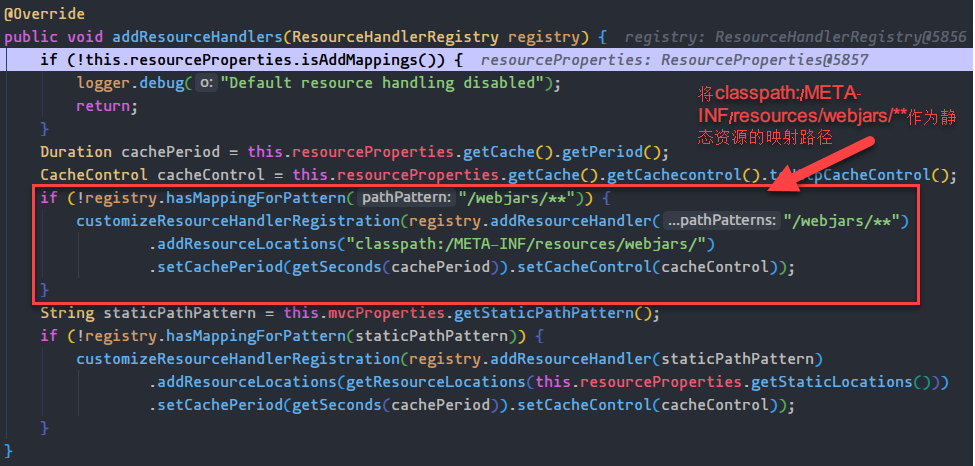 @Override
public void addResourceHandlers(ResourceHandlerRegistry registry) {  registry: ResourceHandlerRegistry@5856
if (!this.resourceProperties.isAddMappings()) {  resourceProperties: ResourceProperties@5857
logger.debug( o: "Default resource handling disabled");
return;
}
将classpath:/META-
INF/resources/webjars/**作为静
态资源的映射路径
Duration cachePeriod = this.resourceProperties.getCache().getPeriod();
CacheControl cacheControl = this.resourceProperties.getCache().getCachecontrol().t pCacheControl();
if (!registry.hasMappingForPattern( pathPattern: "/webjars/**")) {
customizeResourceHandlerRegistration(registry.addResourceHandler( ...pathPatterns: "/webjars/**")
.addResourceLocations("classpath:/META-INF/resources/webjars/")
.setCachePeriod(getSeconds(cachePeriod)).setCacheControl(cacheControl));
}
String staticPathPattern = this.mvcProperties.getStaticPathPattern();
if (!registry.hasMappingForPattern(staticPathPattern)) {
customizeResourceHandlerRegistration(registry.addResourceHandler(staticPathPattern)
.addResourceLocations(getResourceLocations(this.resourceProperties.getStaticLocations()))
.setCachePeriod(getSeconds(cachePeriod)).setCacheControl(cacheControl));
}
}